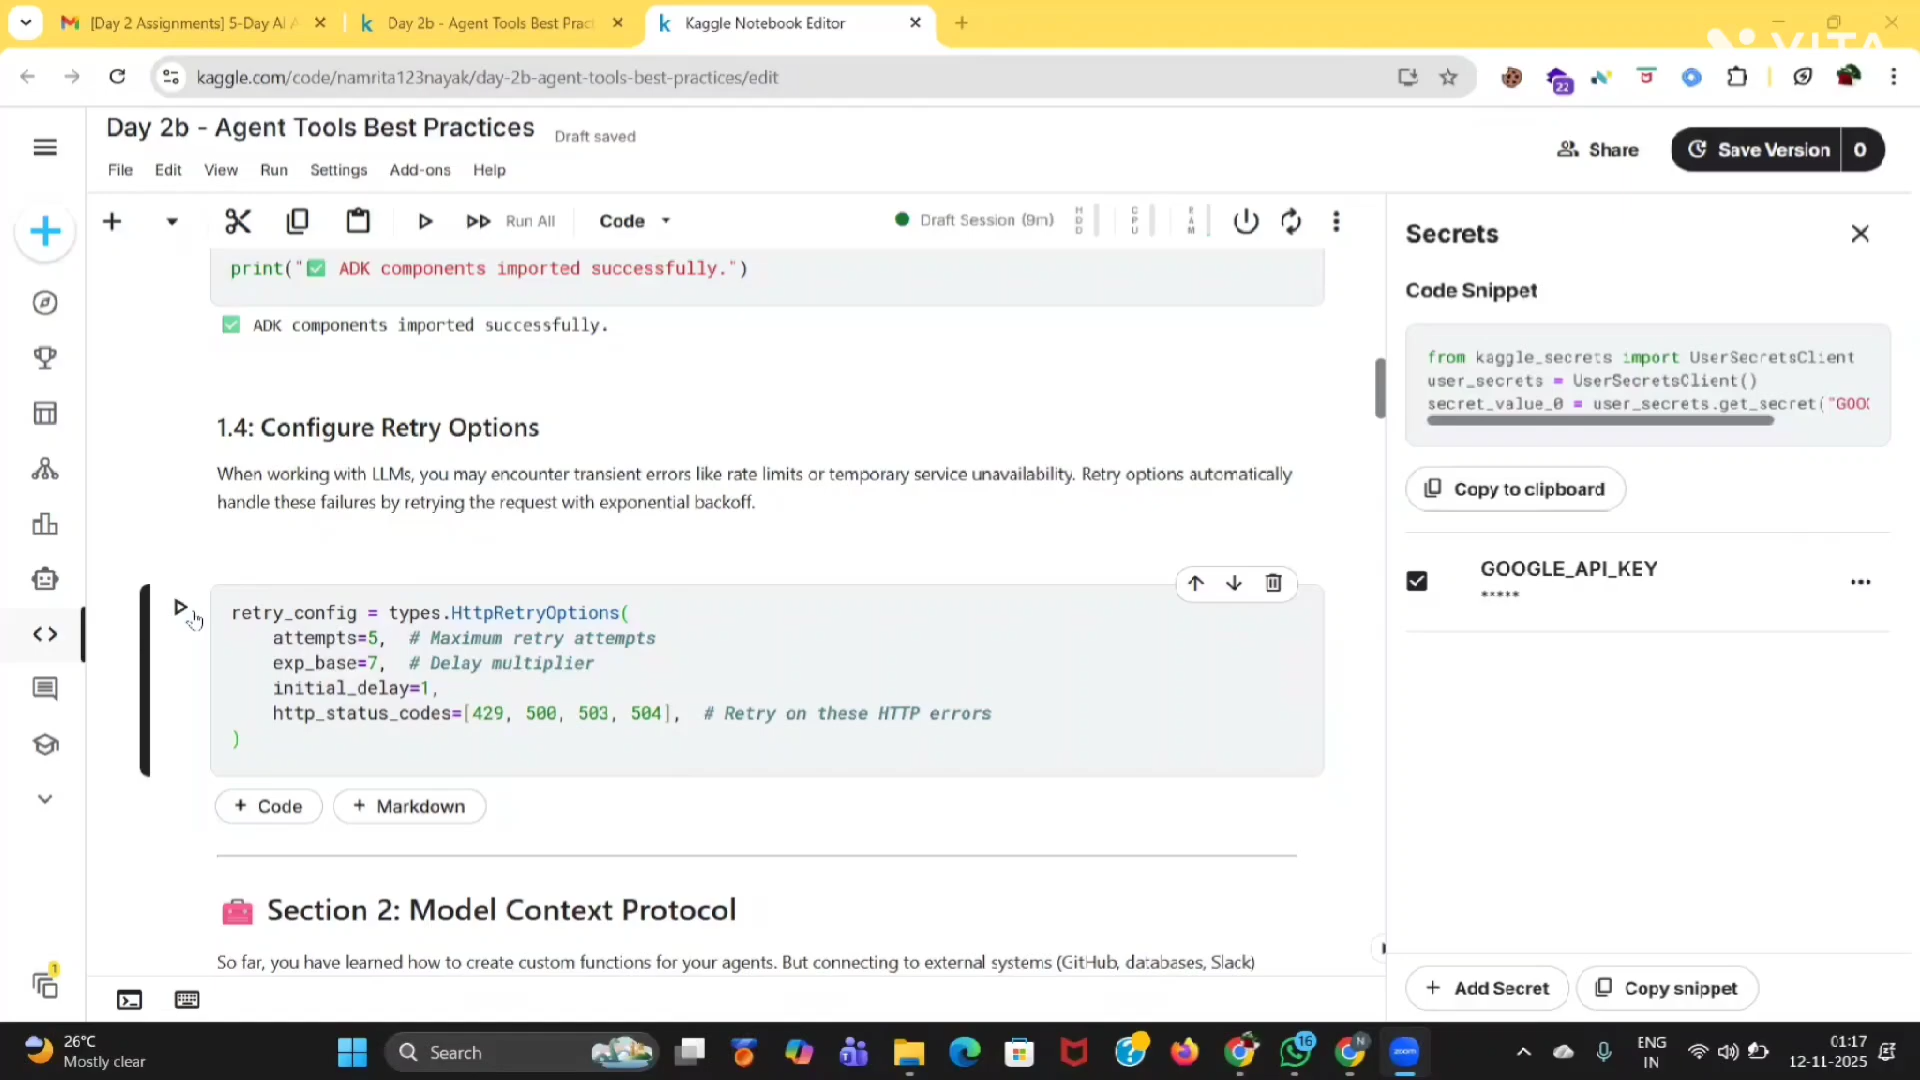 [Day 2 Assignments] 5-Day AI A
Day 2b - Agent Tools Best Pract
Kaggle Notebook Editor
VITA
kaggle.com/code/namrita123nayak/day-2b-agent-tools-best-practices/edit
22
Day 2b - Agent Tools Best Practices
Draft saved
File Edit View Run Settings Add-ons Help
Share
Save Version
0
Run All
Code
Draft Session (9m)
HDD
CPU
RAM
print("✅ ADK components imported successfully.")
✅ ADK components imported successfully.
1.4: Configure Retry Options
When working with LLMs, you may encounter transient errors like rate limits or temporary service unavailability. Retry options automatically
handle these failures by retrying the request with exponential backoff.
retry_config = types.HttpRetryOptions(
    attempts=5,  # Maximum retry attempts
    exp_base=7,  # Delay multiplier
    initial_delay=1,
    http_status_codes=[429, 500, 503, 504],  # Retry on these HTTP errors
)
+ Code
+ Markdown
🧰 Section 2: Model Context Protocol
So far, you have learned how to create custom functions for your agents. But connecting to external systems (GitHub, databases, Slack)
Secrets
Code Snippet
from kaggle_secrets import UserSecretsClient
user_secrets = UserSecretsClient()
secret_value_0 = user_secrets.get_secret("GOO
Copy to clipboard
GOOGLE_API_KEY
*****
+ Add Secret
Copy snippet
1
26°C
Mostly clear
Search
zoom
16
N
ENG
IN
01:17
12-11-2025